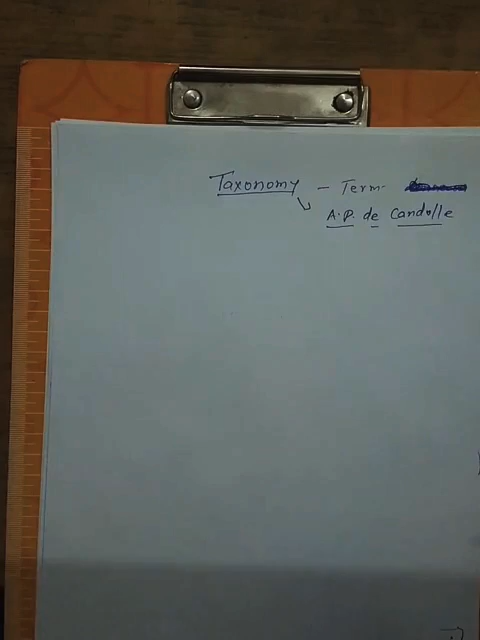 Taxonomy – Term.
A.P. de Candolle